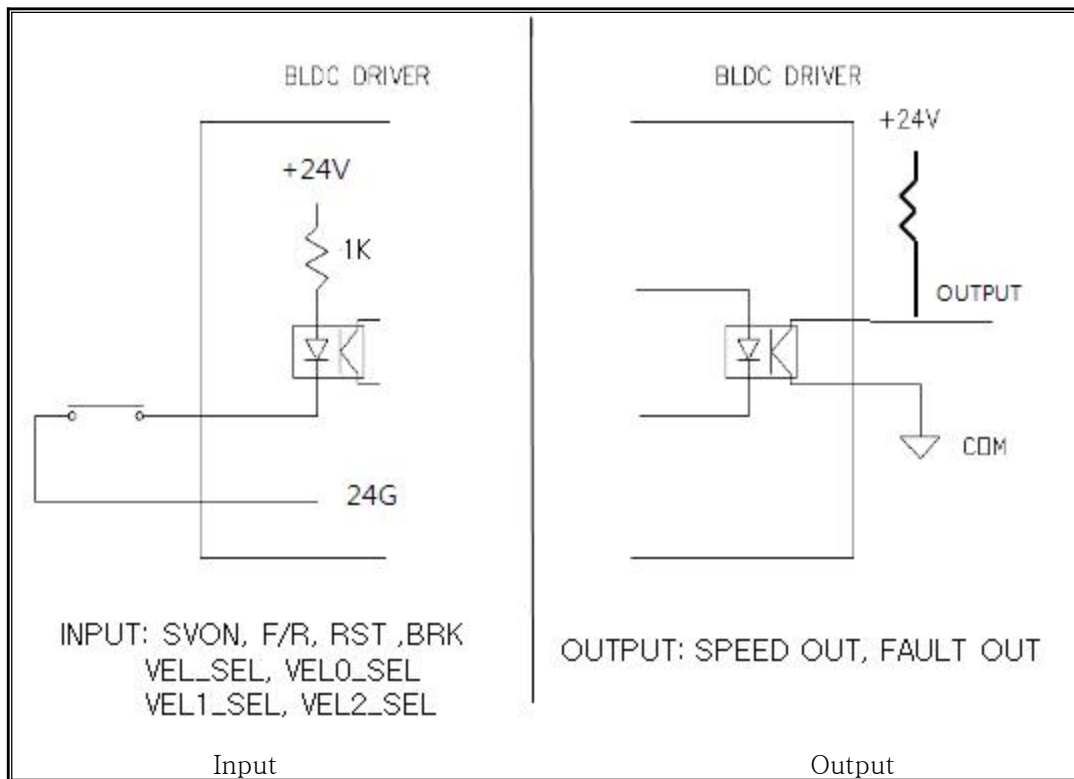 BLDC DRIVER
+24V
1K
24G
INPUT: SVON, F/R, RST ,BRK
VEL_SEL, VEL0_SEL
VEL1_SEL, VEL2_SEL
Input
BLDC DRIVER
+24V
OUTPUT
COM
OUTPUT: SPEED OUT, FAULT OUT
Output